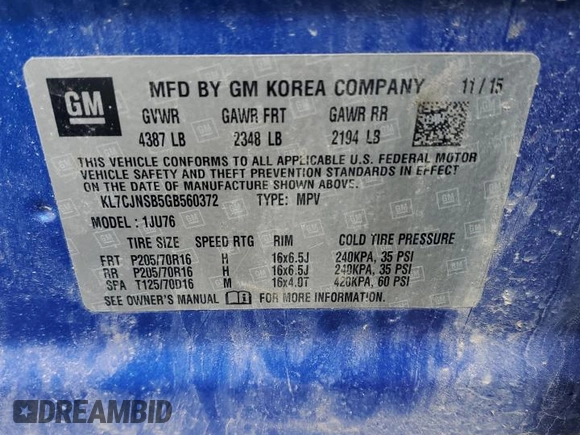 GM MFD BY GM KOREA COMPANY 11/15
GVWR GAWR FRT GAWR RR
4387 LB 2348 LB 2194 LB
THIS VEHICLE CONFORMS TO ALL APPLICABLE U.S. FEDERAL MOTOR
VEHICLE SAFETY AND THEFT PREVENTION STANDARDS IN EFFECT
ON THE DATE OF MANUFACTURE SHOWN ABOVE.
KL7CJNSB5GB560372 TYPE: MPV
MODEL: 1JU76
TIRE SIZE SPEED RTG RIM COLD TIRE PRESSURE
FRT P205/70R16 H 16x6.5J 240KPA, 35 PSI
RR P205/70R16 H 16x6.5J 240KPA, 35 PSI
SPA T125/70D16 M 16x4.0T 420KPA, 60 PSI
SEE OWNER'S MANUAL FOR MORE INFORMATION.
DREAMBID